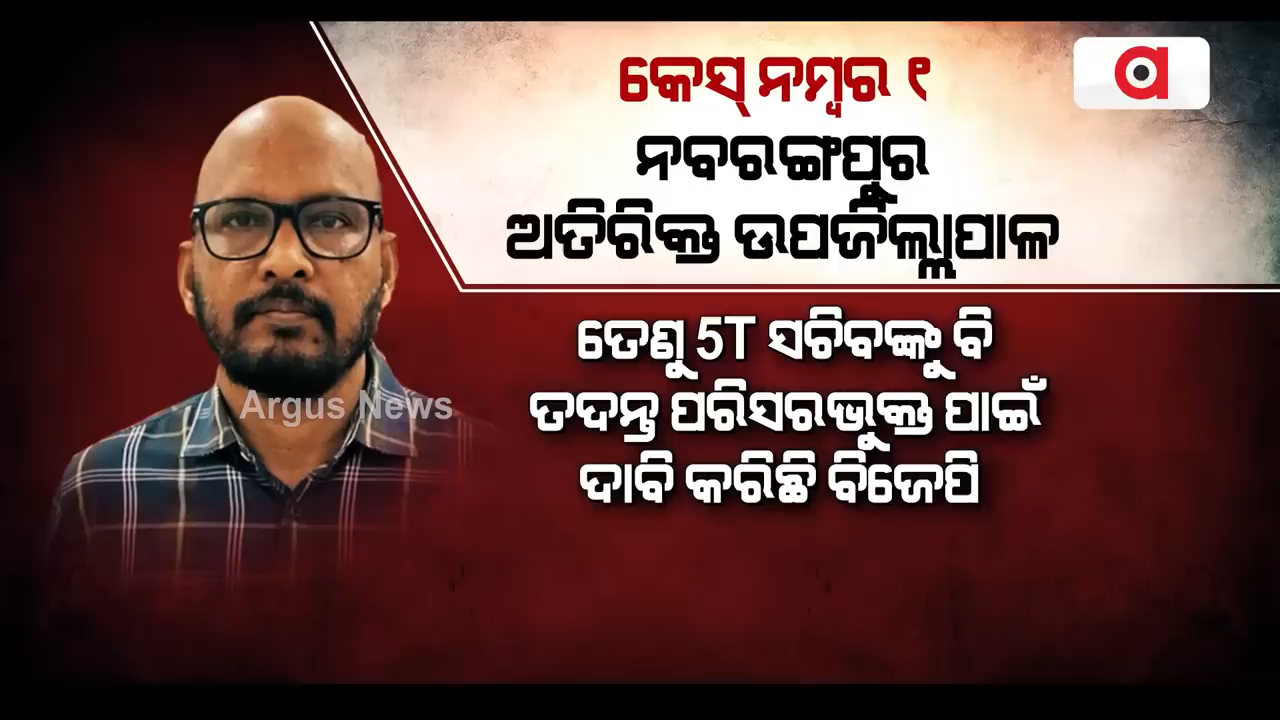 କେସ୍ ନମ୍ବର ୧
ନବରଙ୍ଗପୁର
ଅତିରିକ୍ତ ଉପଜିଲ୍ଲାପାଳ
ତେଣୁ 5T ସଚିବଙ୍କୁ ବି
ତଦନ୍ତ ପରିସରଭୁକ୍ତ ପାଇଁ
ଦାବି କରିଛି ବିଜେପି
Argus News